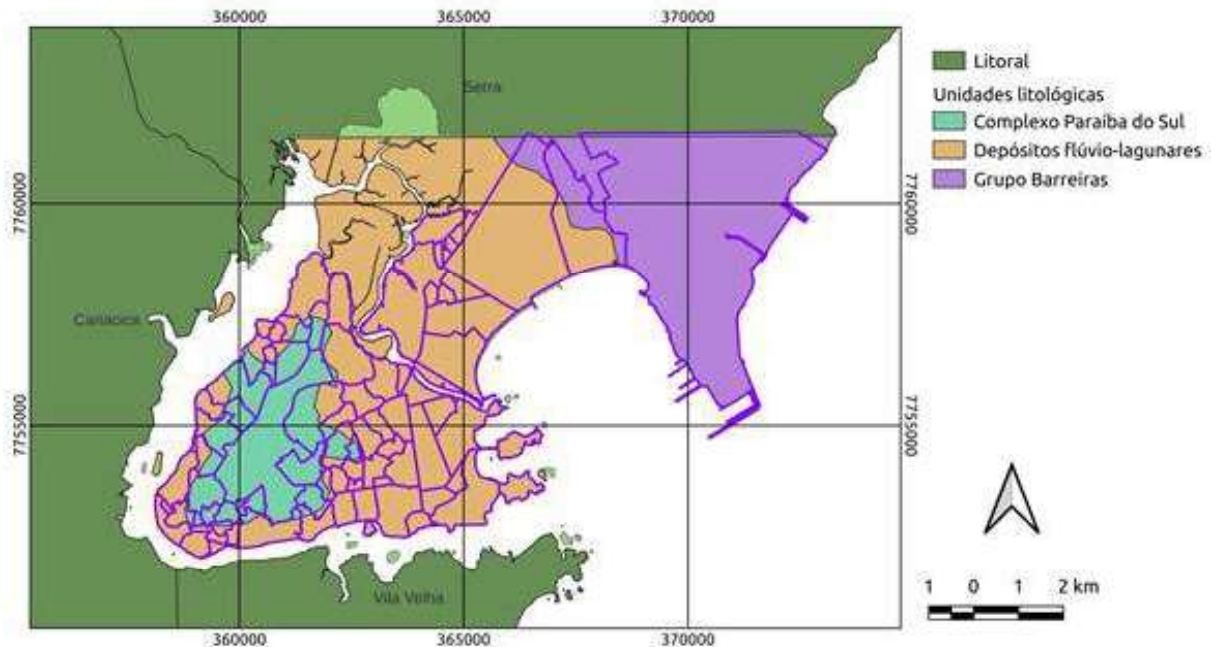 360000 365000 370000
Litoral
Unidades litológicas
Complexo Paraíba do Sul
Depósitos flúvio-lagunares
Grupo Barreiras
Serra
7760000 7760000
Cariacica
7755000 7755000
Vila Velha
1 0 1 2 km
360000 365000 370000